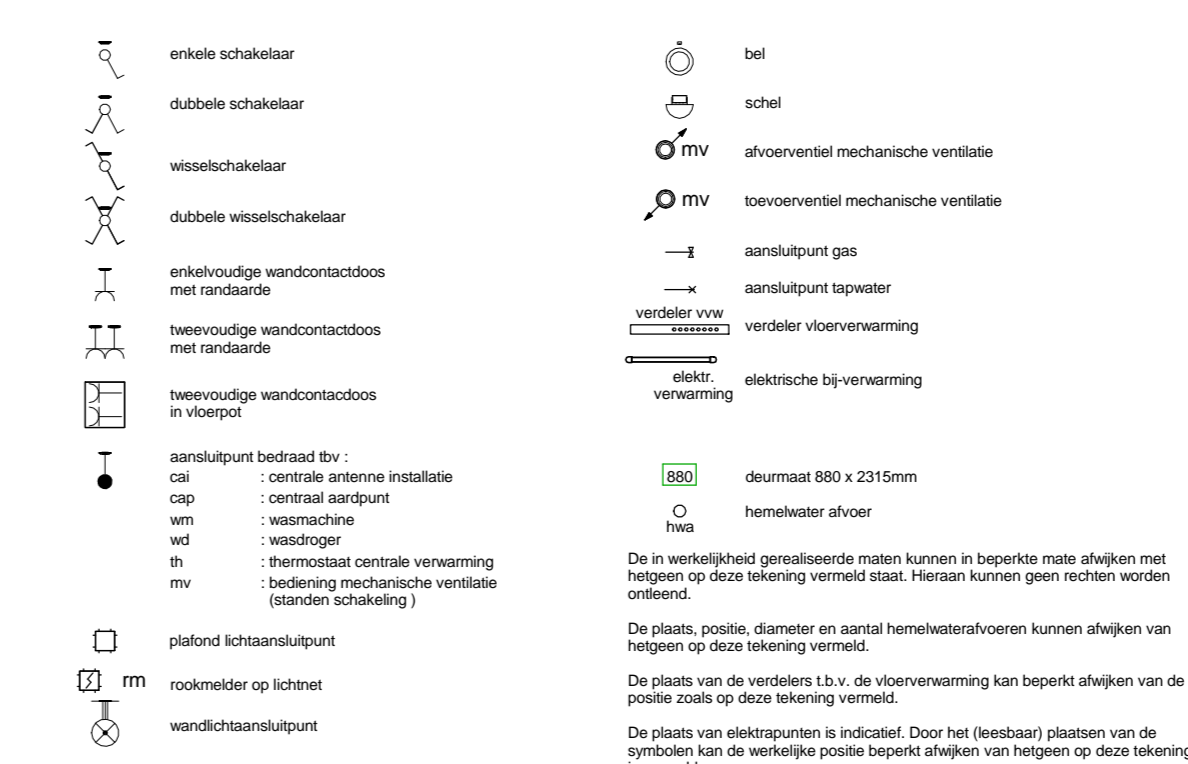 enkele schakelaar
dubbele schakelaar
wisselschakelaar
dubbele wisselschakelaar
enkelvoudige wandcontactdoos
met randaarde
tweevoudige wandcontactdoos
met randaarde
tweevoudige wandcontacdoos
in vloerpot
aansluitpunt bedraad tbv :
cai : centrale antenne installatie
cap : centraal aardpunt
wm : wasmachine
wd : wasdroger
th : thermostaat centrale verwarming
mv : bediening mechanische ventilatie
(standen schakeling )
plafond lichtaansluitpunt
rm rookmelder op lichtnet
wandlichtaansluitpunt
bel
schel
mv afvoerventiel mechanische ventilatie
mv toevoerventiel mechanische ventilatie
aansluitpunt gas
aansluitpunt tapwater
verdeler vvw
verdeler vloerverwarming
elektr.
verwarming
elektrische bij-verwarming
880 deurmaat 880 x 2315mm
hemelwater afvoer
hwa
De in werkelijkheid gerealiseerde maten kunnen in beperkte mate afwijken met
hetgeen op deze tekening vermeld staat. Hieraan kunnen geen rechten worden
ontleend.
De plaats, positie, diameter en aantal hemelwaterafvoeren kunnen afwijken van
hetgeen op deze tekening vermeld.
De plaats van de verdelers t.b.v. de vloerverwarming kan beperkt afwijken van de
positie zoals op deze tekening vermeld.
De plaats van elektrapunten is indicatief. Door het (leesbaar) plaatsen van de
symbolen kan de werkelijke positie beperkt afwijken van hetgeen op deze tekening